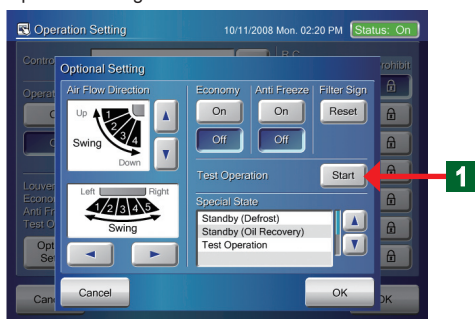 Operation Setting 10/11/2008 Mon. 02:20 PM Status: On
Optional Setting
Air Flow Direction Economy Anti Freeze Filter Sign
Up 1 2 3 4 Swing Down
On On Reset
Off Off
Test Operation Start
1
Left Right
1 2 3 4 5
Swing
Special State
Standby (Defrost)
Standby (Oil Recovery)
Test Operation
Cancel OK